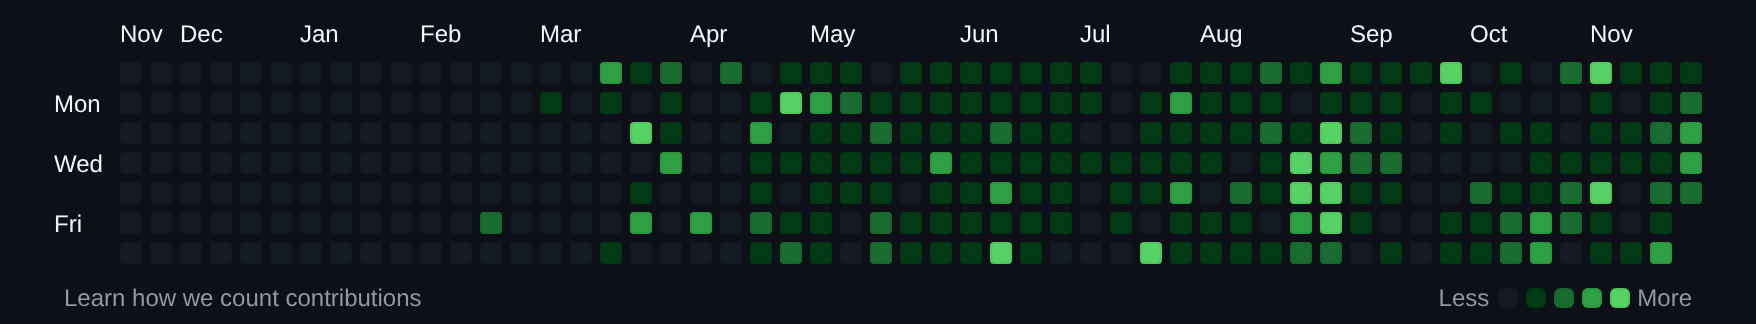 Nov Dec Jan Feb Mar Apr May Jun Jul Aug Sep Oct Nov
Mon
Wed
Fri
Learn how we count contributions Less More